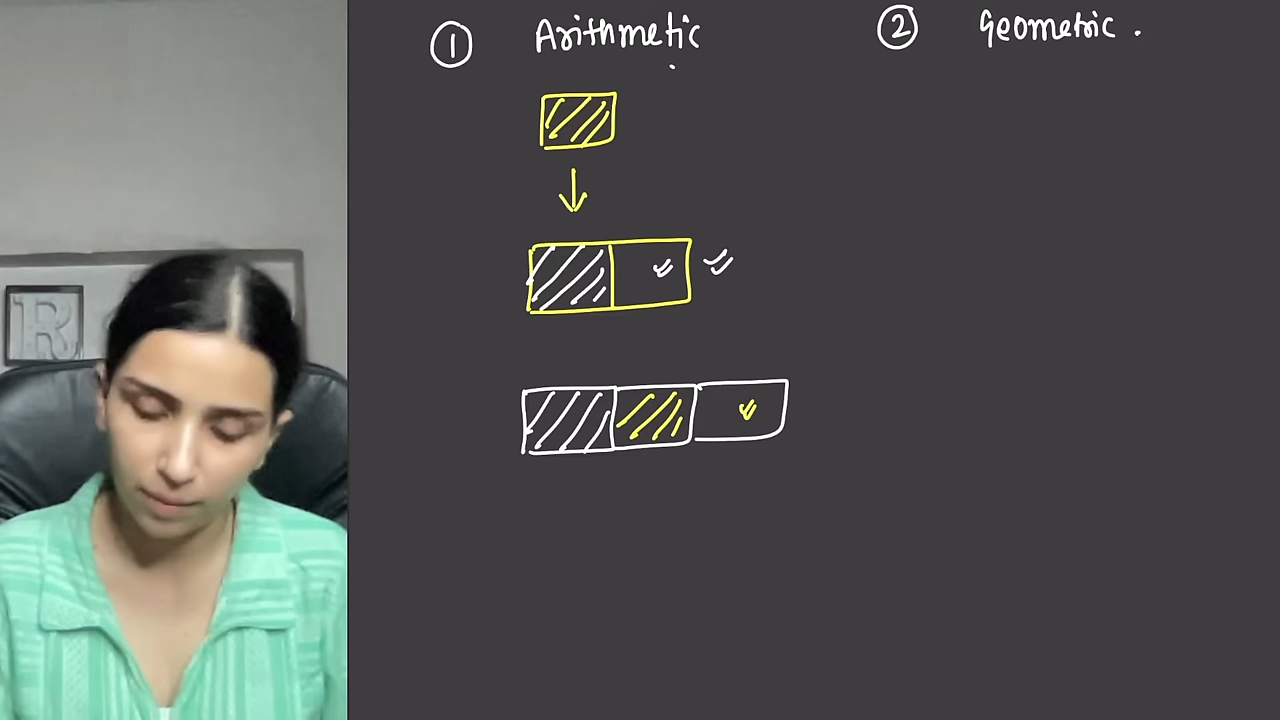 ① Arithmetic
② Geometric .
R